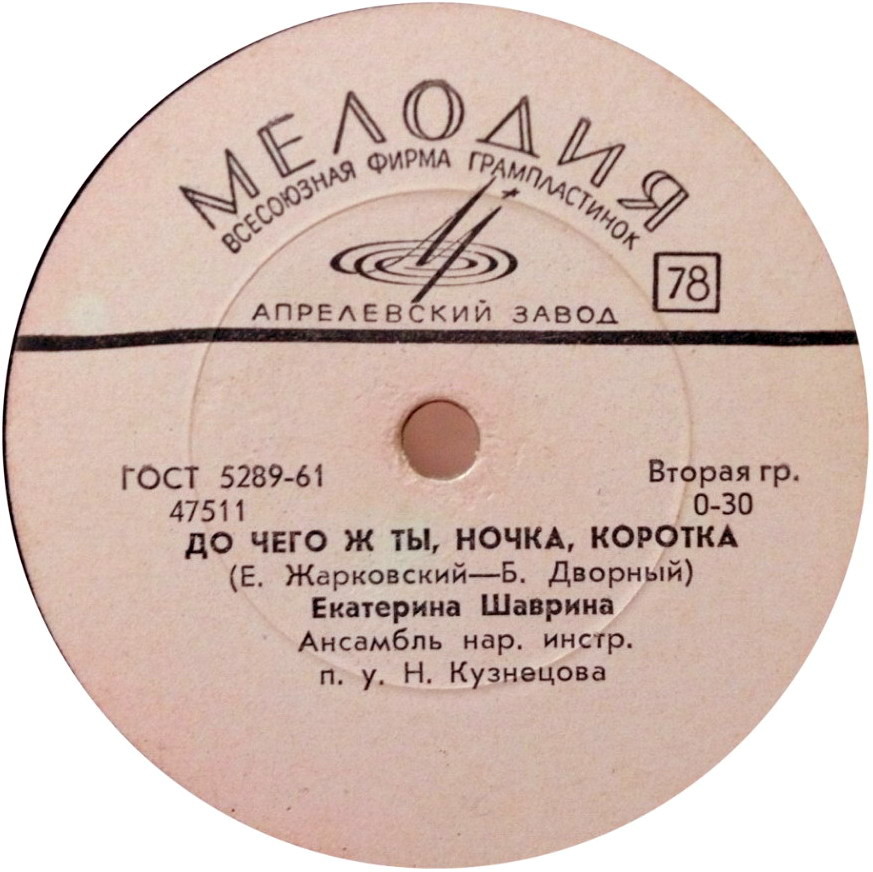 МЕЛОДИЯ
ВСЕСОЮЗНАЯ ФИРМА ГРАМПЛАСТИНОК
78
АПРЕЛЕВСКИЙ ЗАВОД
ГОСТ 5289-61 Вторая гр.
47511 0-30
ДО ЧЕГО Ж ТЫ, НОЧКА, КОРОТКА
(Е. Жарковский—Б. Дворный)
Екатерина Шаврина
Ансамбль нар. инстр.
п. у. Н. Кузнецова